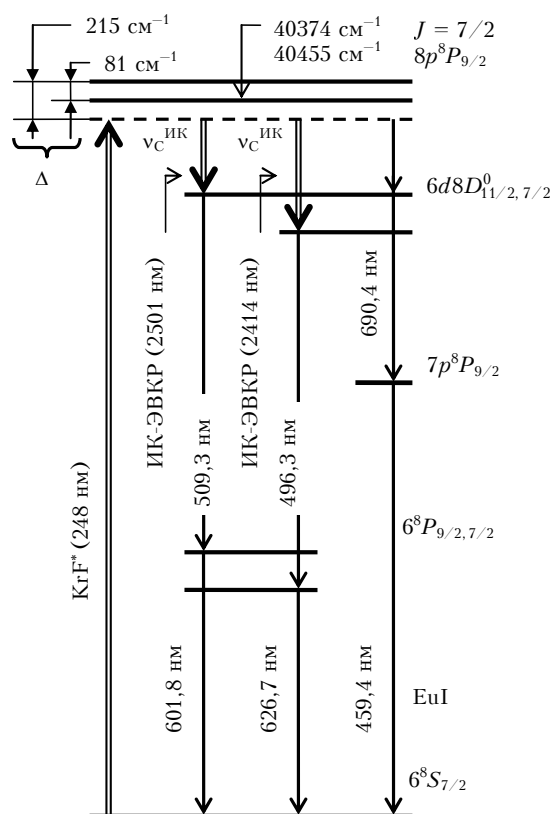 215 см⁻¹
40374 см⁻¹
J = 7/2
81 см⁻¹
40455 см⁻¹
8p⁸P₉/₂
Δ
ν_C^ИК
ν_C^ИК
6d8D⁰₁₁/₂, ₇/₂
KrF* (248 нм)
ИК-ЭВКР (2501 нм)
509,3 нм
ИК-ЭВКР (2414 нм)
496,3 нм
690,4 нм
7p⁸P₉/₂
6⁸P₉/₂, ₇/₂
601,8 нм
626,7 нм
459,4 нм
EuI
6⁸S₇/₂